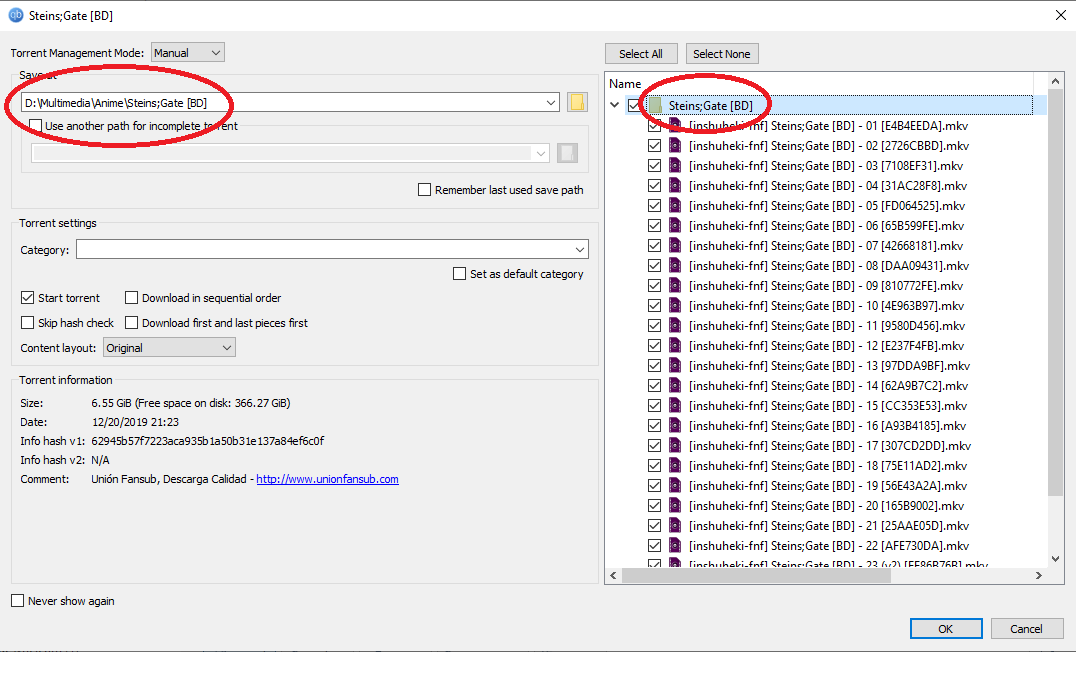 Steins;Gate [BD]
Torrent Management Mode: Manual
Save at
D:\Multimedia\Anime\Steins;Gate [BD]
Use another path for incomplete torrent
Remember last used save path
Torrent settings
Category:
Set as default category
Start torrent
Download in sequential order
Skip hash check
Download first and last pieces first
Content layout: Original
Torrent information
Size: 6.55 GiB (Free space on disk: 366.27 GiB)
Date: 12/20/2019 21:23
Info hash v1: 62945b57f7223aca935b1a50b31e137a84ef6c0f
Info hash v2: N/A
Comment: Unión Fansub, Descarga Calidad - http://www.unionfansub.com
Never show again
Select All
Select None
Name
Steins;Gate [BD]
[inshuheki-fnf] Steins;Gate [BD] - 01 [E4B4EEDA].mkv
[inshuheki-fnf] Steins;Gate [BD] - 02 [2726CBBD].mkv
[inshuheki-fnf] Steins;Gate [BD] - 03 [7108EF31].mkv
[inshuheki-fnf] Steins;Gate [BD] - 04 [31AC28F8].mkv
[inshuheki-fnf] Steins;Gate [BD] - 05 [FD064525].mkv
[inshuheki-fnf] Steins;Gate [BD] - 06 [65B599FE].mkv
[inshuheki-fnf] Steins;Gate [BD] - 07 [42668181].mkv
[inshuheki-fnf] Steins;Gate [BD] - 08 [DAA09431].mkv
[inshuheki-fnf] Steins;Gate [BD] - 09 [810772FE].mkv
[inshuheki-fnf] Steins;Gate [BD] - 10 [4E963B97].mkv
[inshuheki-fnf] Steins;Gate [BD] - 11 [9580D456].mkv
[inshuheki-fnf] Steins;Gate [BD] - 12 [E237F4FB].mkv
[inshuheki-fnf] Steins;Gate [BD] - 13 [97DDA9BF].mkv
[inshuheki-fnf] Steins;Gate [BD] - 14 [62A9B7C2].mkv
[inshuheki-fnf] Steins;Gate [BD] - 15 [CC353E53].mkv
[inshuheki-fnf] Steins;Gate [BD] - 16 [A93B4185].mkv
[inshuheki-fnf] Steins;Gate [BD] - 17 [307CD2DD].mkv
[inshuheki-fnf] Steins;Gate [BD] - 18 [75E11AD2].mkv
[inshuheki-fnf] Steins;Gate [BD] - 19 [56E43A2A].mkv
[inshuheki-fnf] Steins;Gate [BD] - 20 [165B9002].mkv
[inshuheki-fnf] Steins;Gate [BD] - 21 [25AAE05D].mkv
[inshuheki-fnf] Steins;Gate [BD] - 22 [AFE730DA].mkv
[inshuheki-fnf] Steins;Gate [BD] - 23 (v2)
OK
Cancel